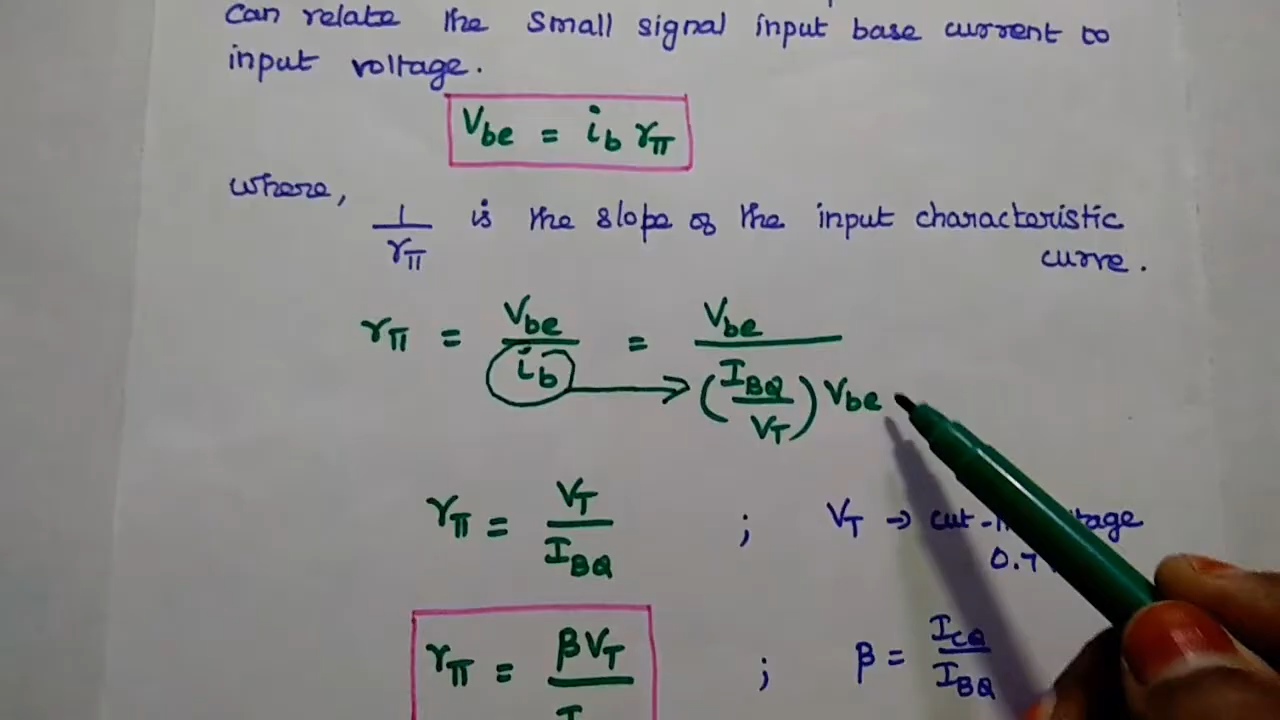 can relate the small signal input base current to
input voltage.
Vbe = ib rπ
where,
1/rπ is the slope of the input characteristic
curve.
rπ = Vbe/ib = Vbe/(IBQ/VT) Vbe
rπ = VT/IBQ ; VT → cut-
0.7
rπ = βVT/I ; β = ICQ/IBQ